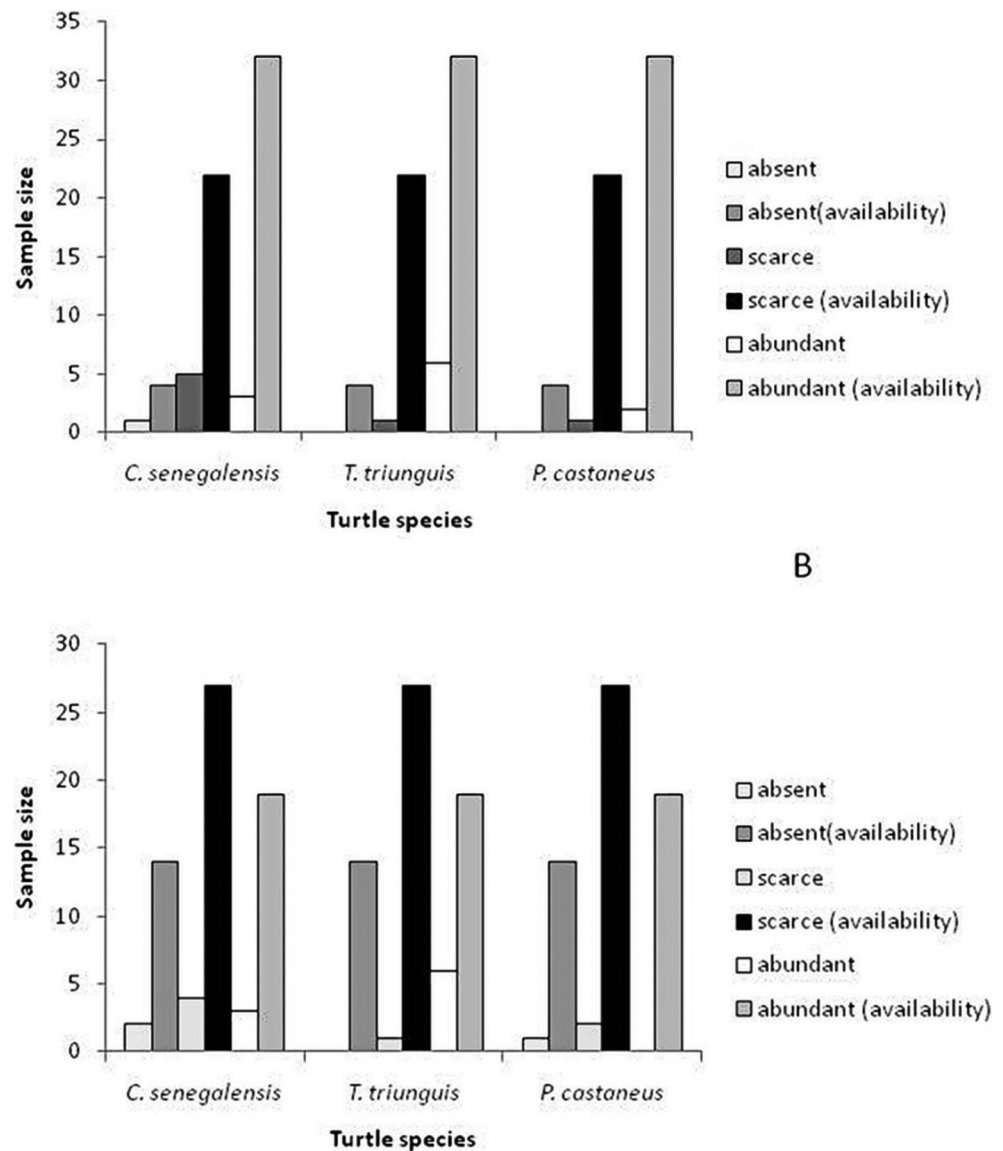 35
30
25
20
15
10
5
0
Sample size
C. senegalensis T. triunguis P. castaneus
Turtle species
absent
absent(availability)
scarce
scarce (availability)
abundant
abundant (availability)
B
30
25
20
15
10
5
0
Sample size
C. senegalensis T. triunguis P. castaneus
Turtle species
absent
absent(availability)
scarce
scarce (availability)
abundant
abundant (availability)